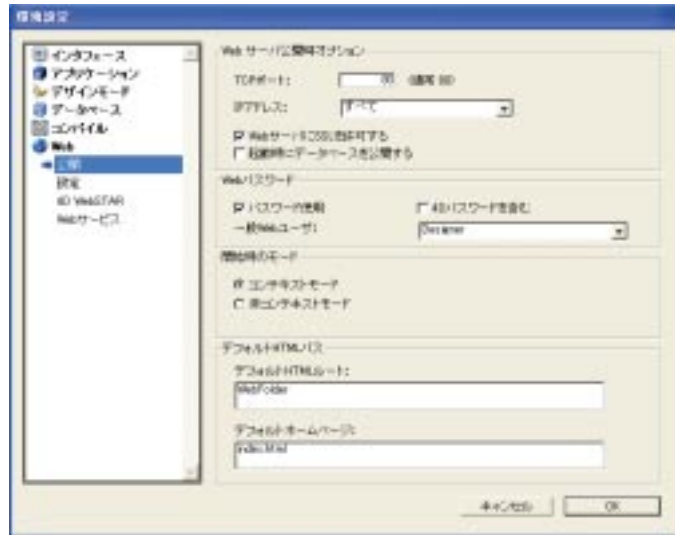 環境設定
インタフェース
アプリケーション
デザインモード
データベース
コンパイル
Web
公開
設定
4D WebSTAR
Webサービス
Web サーバ公開時オプション
TCPポート: 80 (通常 80)
IPアドレス: すべて
WebサーバにSSLを許可する
起動時にデータベースを公開する
Webパスワード
パスワード使用
4Dパスワードを含む
一般Webユーザ: Designer
開始時のモード
コンテキストモード
非コンテキストモード
デフォルトHTMLパス
デフォルトHTMLルート:
WebFolder
デフォルトホームページ:
index.html
キャンセル
OK